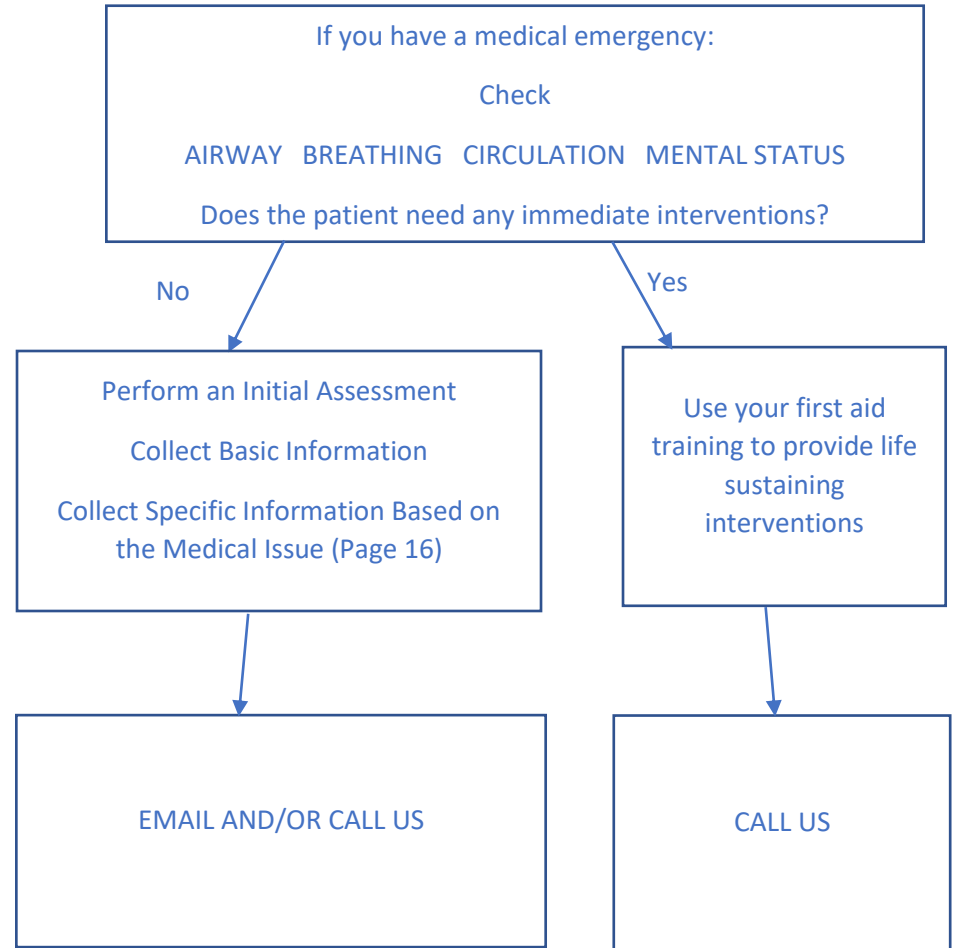 If you have a medical emergency:
Check
AIRWAY BREATHING CIRCULATION MENTAL STATUS
Does the patient need any immediate interventions?
No
Yes
Perform an Initial Assessment
Collect Basic Information
Collect Specific Information Based on
the Medical Issue (Page 16)
Use your first aid
training to provide life
sustaining
interventions
EMAIL AND/OR CALL US
CALL US